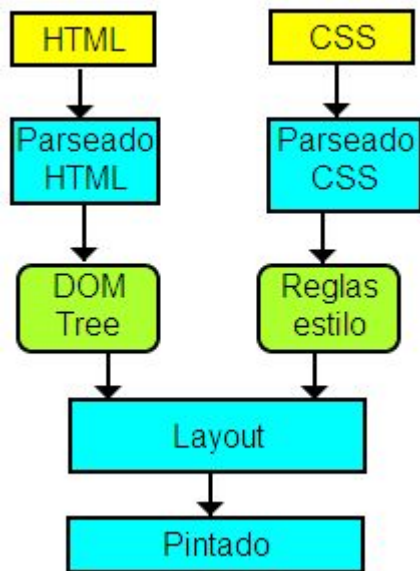 HTML
CSS
Parseado
HTML
Parseado
CSS
DOM
Tree
Reglas
estilo
Layout
Pintado